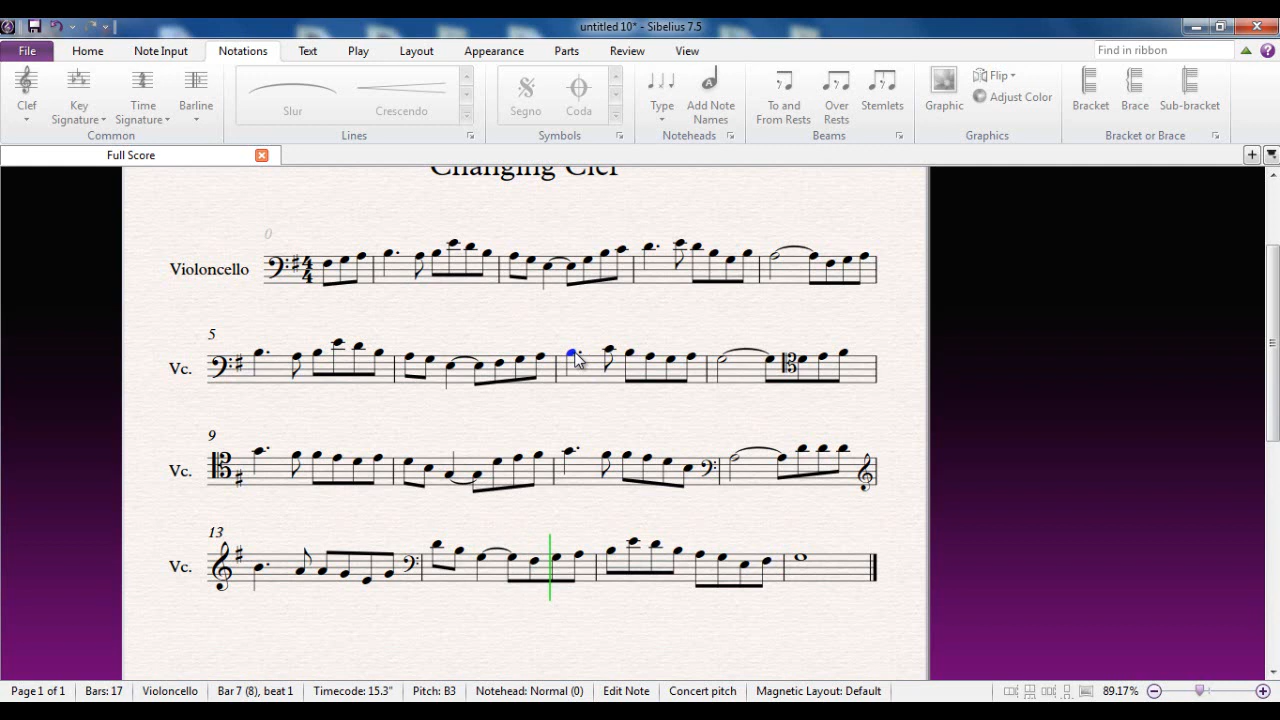 untitled 10* - Sibelius 7.5
File Home Note Input Notations Text Play Layout Appearance Parts Review View Find in ribbon
Clef Key Signature Time Signature Barline Slur Crescendo Segno Coda Type Add Note Names To and From Rests Over Rests Stemlets Graphic Flip Adjust Color Bracket Brace Sub-bracket
Common Lines Symbols Noteheads Beams Graphics Bracket or Brace
Full Score
Changing Clef
0
Violoncello
5
Vc.
9
Vc.
13
Vc.
Page 1 of 1 Bars: 17 Violoncello Bar 7 (8), beat 1 Timecode: 15.3" Pitch: B3 Notehead: Normal (0) Edit Note Concert pitch Magnetic Layout: Default 89.17%